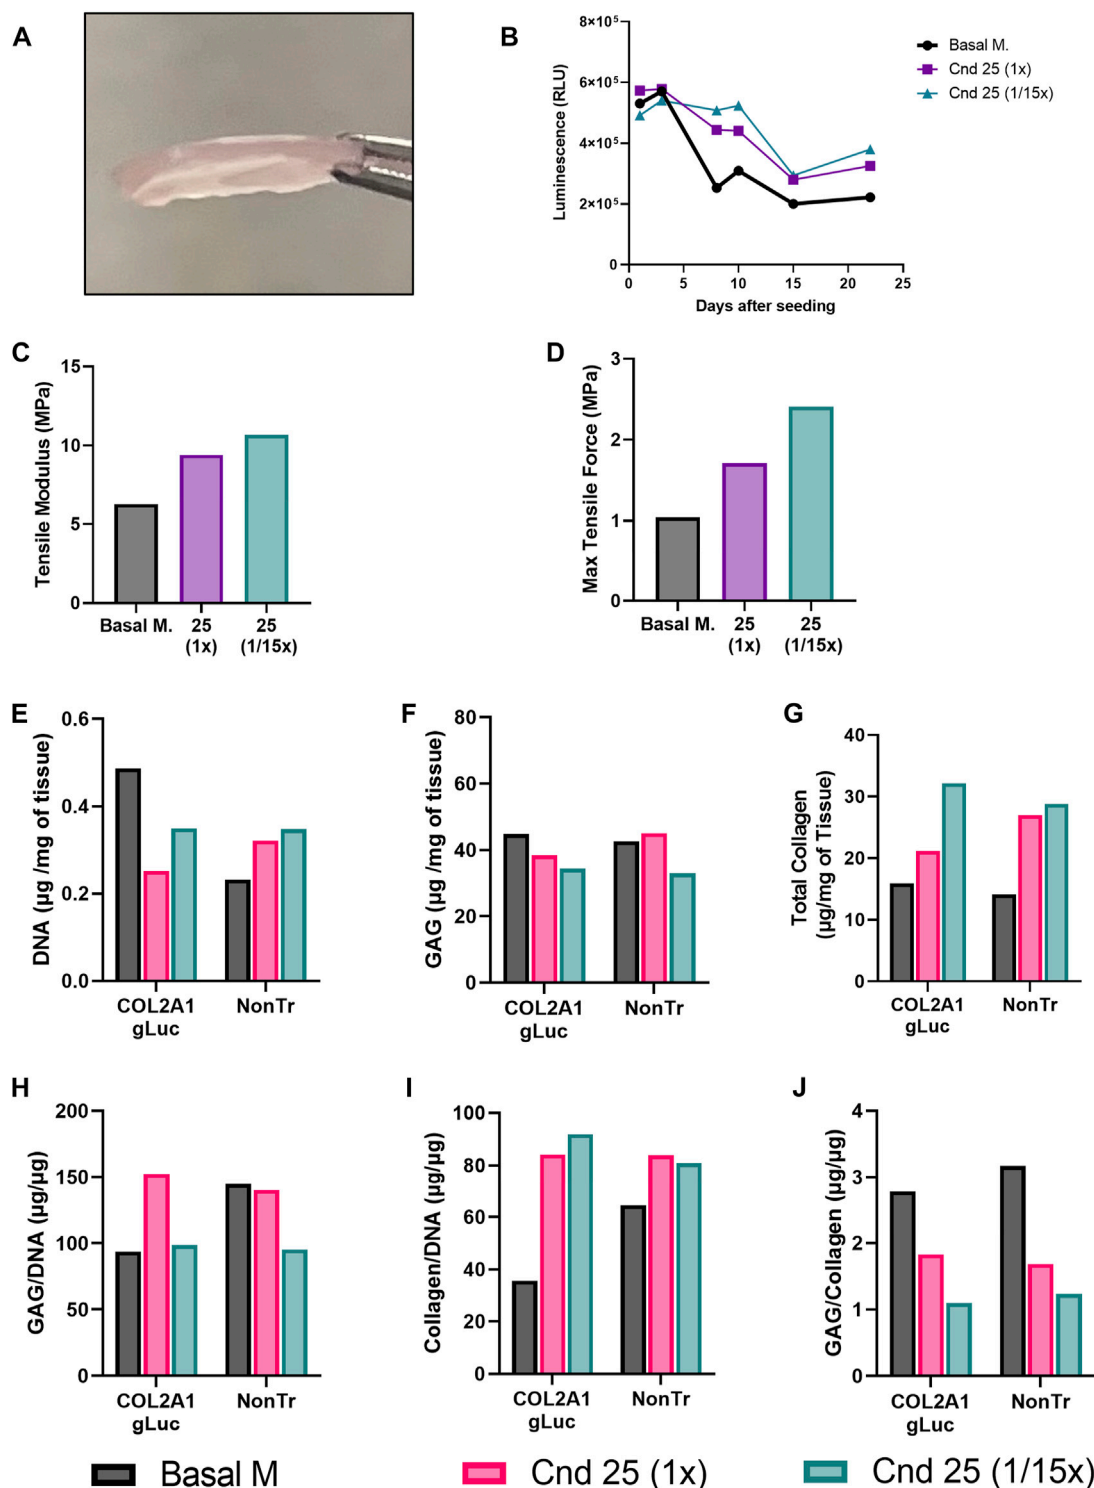 A
B
8×10⁵
6×10⁵
4×10⁵
2×10⁵
0
Luminescence (RLU)
0 5 10 15 20 25
Days after seeding
Basal M.
Cnd 25 (1x)
Cnd 25 (1/15x)
C
15
10
5
0
Tensile Modulus (MPa)
Basal M. 25 25
(1x) (1/15x)
D
3
2
1
0
Max Tensile Force (MPa)
Basal M. 25 25
(1x) (1/15x)
E
0.6
0.4
0.2
0.0
DNA (µg /mg of tissue)
COL2A1 NonTr
gLuc
F
80
60
40
20
0
GAG (µg /mg of tissue)
COL2A1 NonTr
gLuc
G
40
30
20
10
0
Total Collagen
(µg/mg of Tissue)
COL2A1 NonTr
gLuc
H
200
150
100
50
0
GAG/DNA (µg/µg)
COL2A1 NonTr
gLuc
I
100
80
60
40
20
0
Collagen/DNA (µg/µg)
COL2A1 NonTr
gLuc
J
4
3
2
1
0
GAG/Collagen (µg/µg)
COL2A1 NonTr
gLuc
Basal M
Cnd 25 (1x)
Cnd 25 (1/15x)